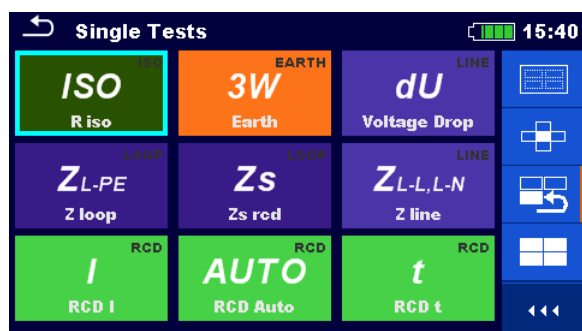 Single Tests 15:40
ISO
ISO
R iso
EARTH
3W
Earth
LINE
dU
Voltage Drop
LOOP
ZL-PE
Z loop
LOOP
Zs
Zs rcd
LINE
ZL-L,L-N
Z line
RCD
I
RCD I
RCD
AUTO
RCD Auto
RCD
t
RCD t